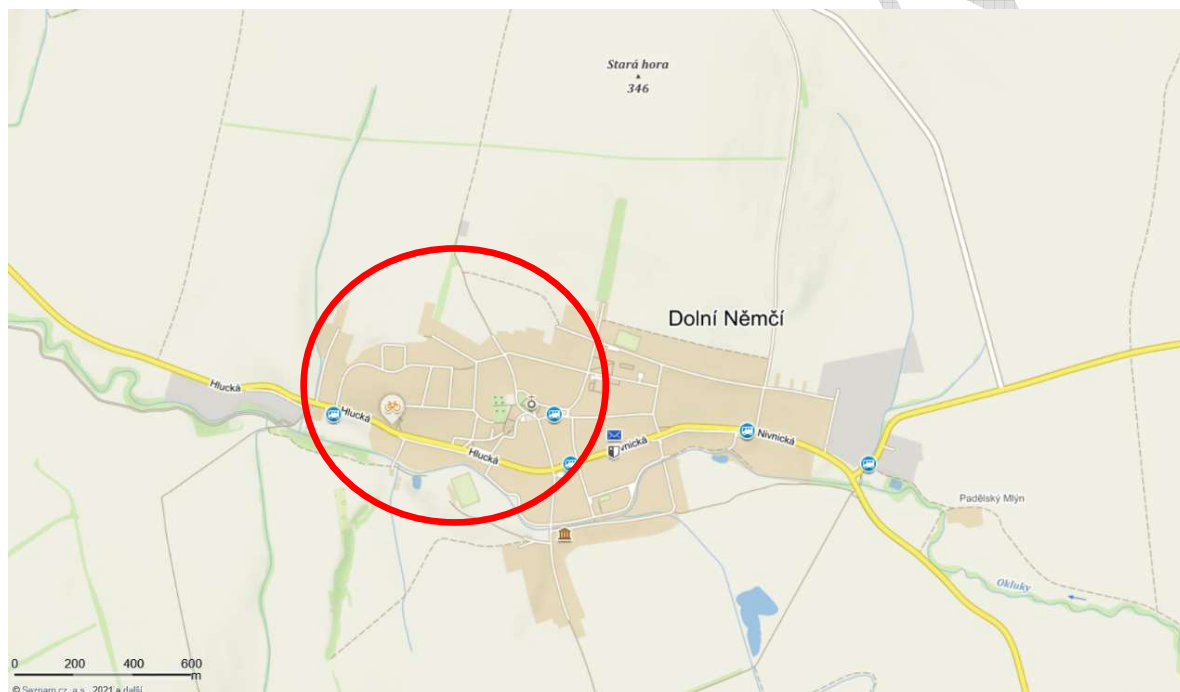 Stará hora
346
Dolní Němčí
Hlucká
Hlucká
Hlucká
vnická
Nivnická
Padělský Mlýn
Okluky
0 200 400 600
m
© Seznam.cz, a.s., 2021 a další